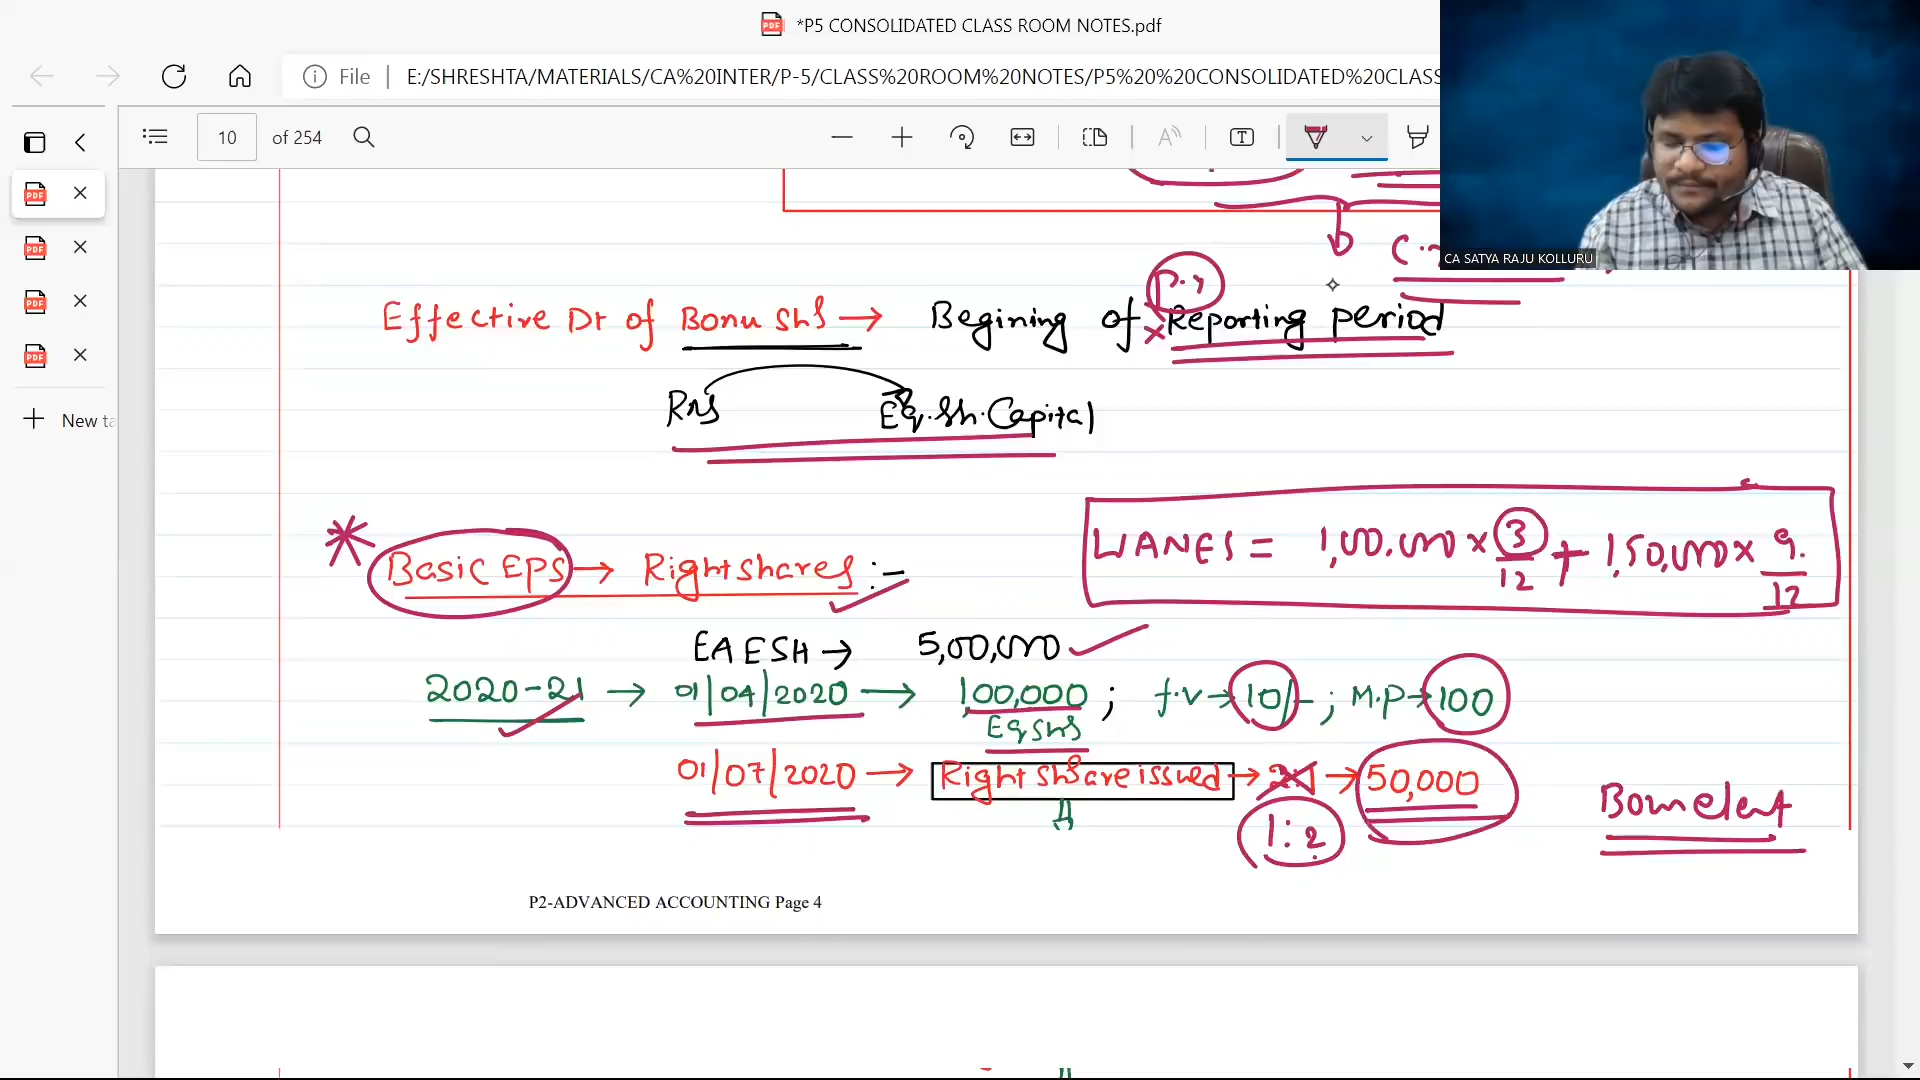 *P5 CONSOLIDATED CLASS ROOM NOTES.pdf
File | E:/SHRESHTA/MATERIALS/CA%20INTER/P-5/CLASS%20ROOM%20NOTES/P5%20%20CONSOLIDATED%20CLASS
10 of 254
CA SATYA RAJU KOLLURU
New ta
P.Y
Effective Dt of Bonu Shs → Begining of Reporting period
Rns Eq.Sh.Capital
WANES = 1,00,000 × 3/12 + 1,50,000 × 9/12
Basic EPS → Right shares :-
EAESH → 5,00,000
2020-21 → 01/04/2020 → 1,00,000 ; f.v → 10/- ; M.P → 100
Eq Shs
01/07/2020 → Right Share issued → → 50,000
1:2
P2-ADVANCED ACCOUNTING Page 4